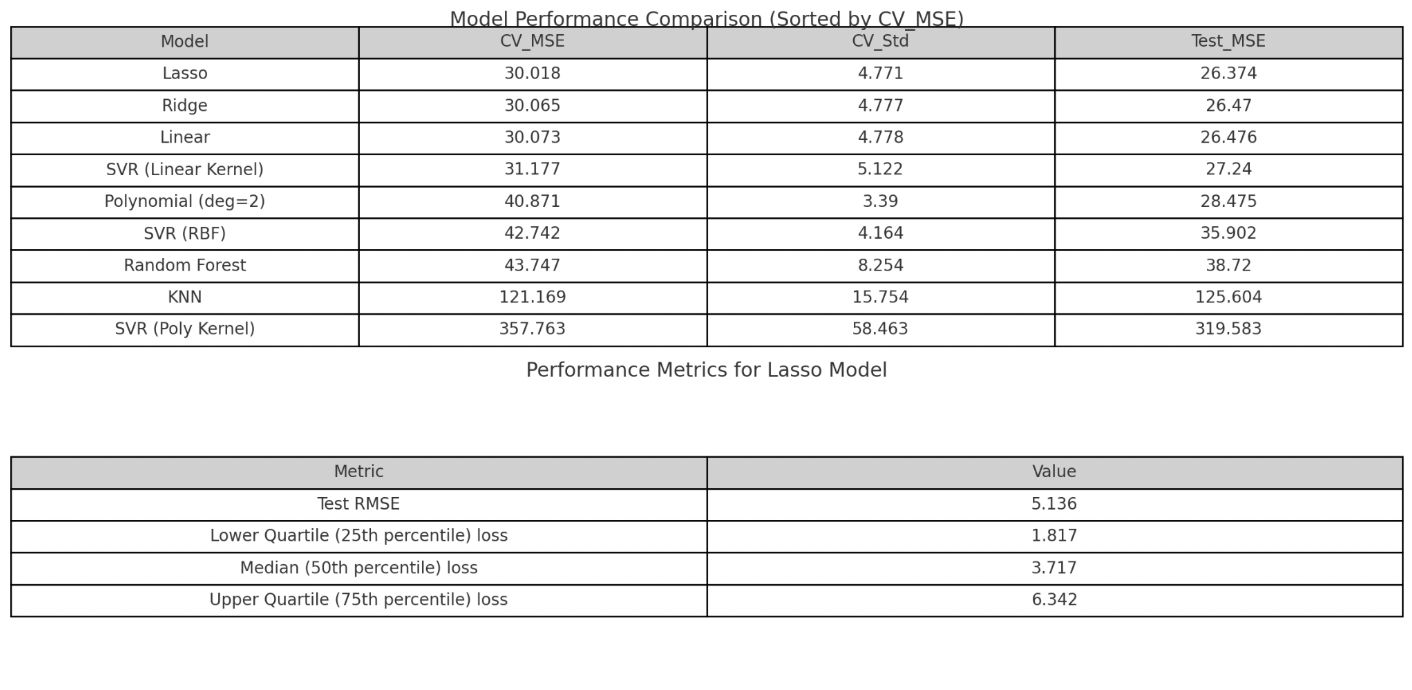 Model Performance Comparison (Sorted by CV_MSE)
Model CV_MSE CV_Std Test_MSE
Lasso 30.018 4.771 26.374
Ridge 30.065 4.777 26.47
Linear 30.073 4.778 26.476
SVR (Linear Kernel) 31.177 5.122 27.24
Polynomial (deg=2) 40.871 3.39 28.475
SVR (RBF) 42.742 4.164 35.902
Random Forest 43.747 8.254 38.72
KNN 121.169 15.754 125.604
SVR (Poly Kernel) 357.763 58.463 319.583
Performance Metrics for Lasso Model
Metric Value
Test RMSE 5.136
Lower Quartile (25th percentile) loss 1.817
Median (50th percentile) loss 3.717
Upper Quartile (75th percentile) loss 6.342